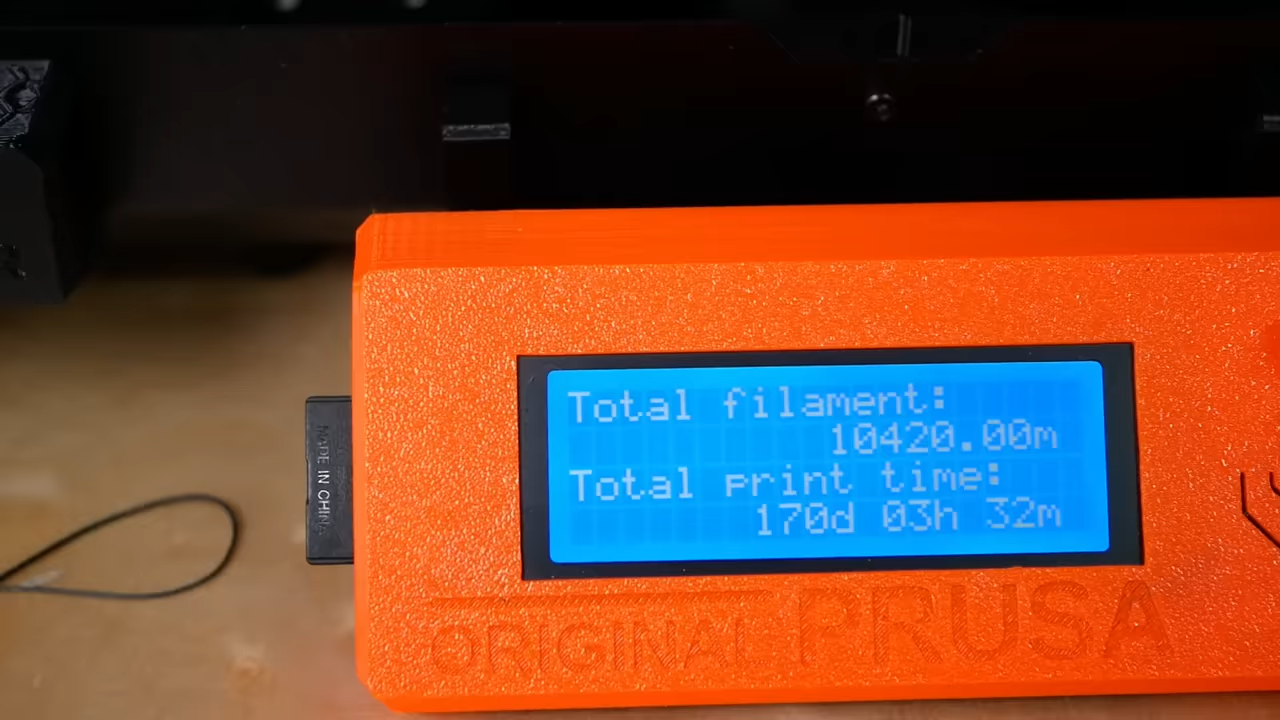 Total filament:
10420.00m
Total print time:
170d 03h 32m
ORIGINAL PRUSA
MADE IN CHINA